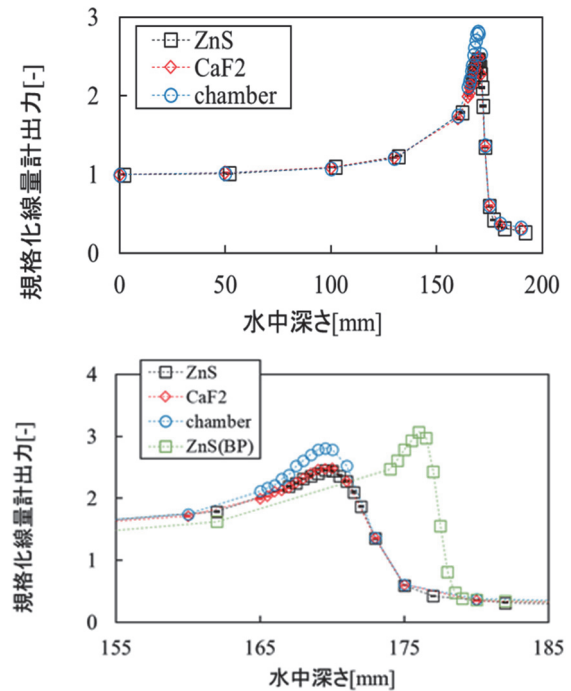 3
2
1
0
規格化線量計出力[-]
ZnS
CaF2
chamber
0 50 100 150 200
水中深さ[mm]
4
3
2
1
0
規格化線量計出力[-]
ZnS
CaF2
chamber
ZnS(BP)
155 165 175 185
水中深さ[mm]